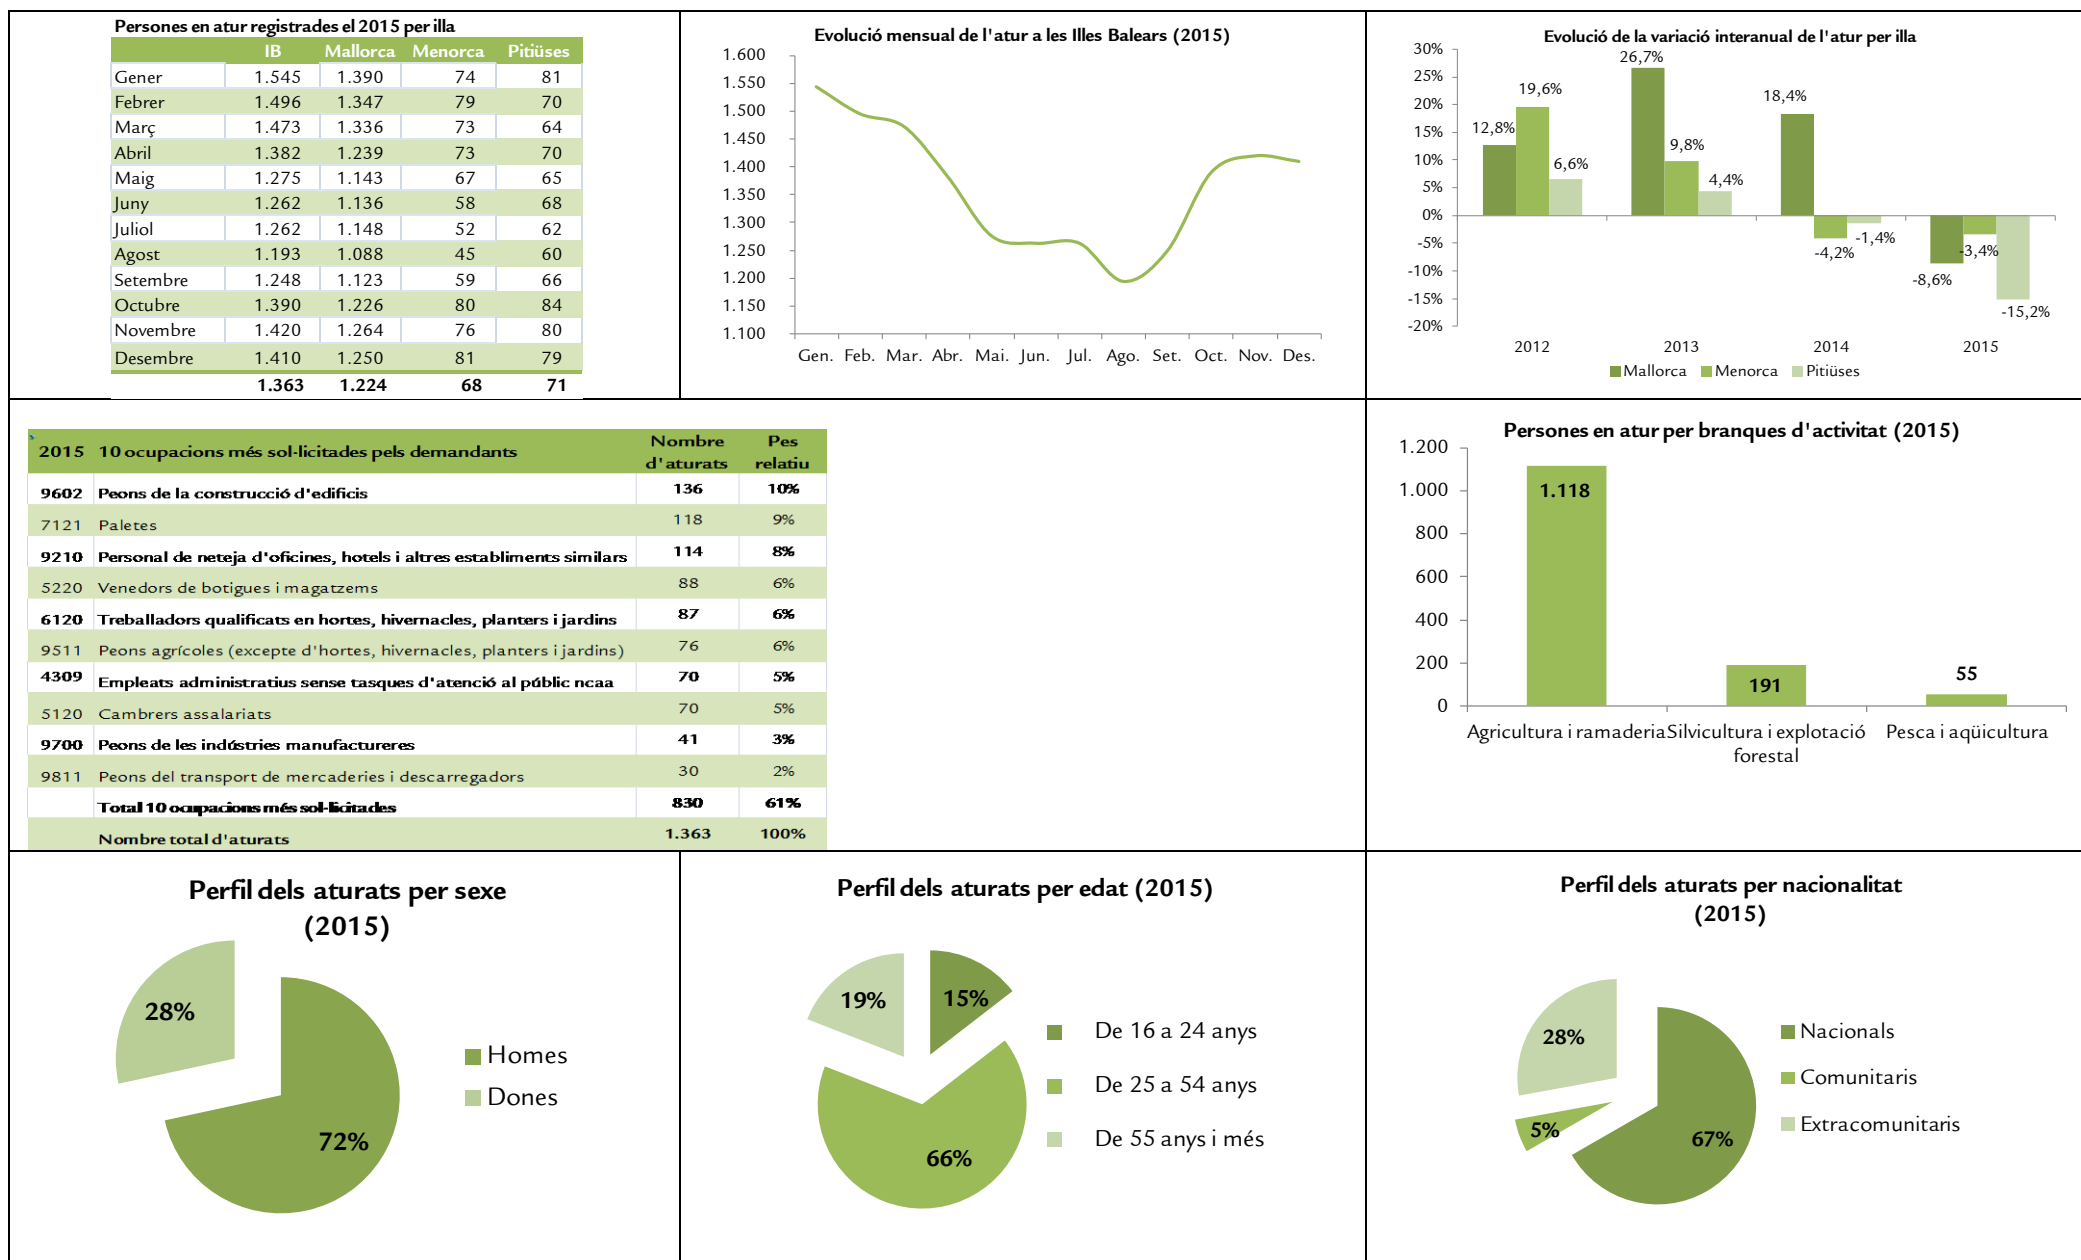 Persones en atur registrades el 2015 per illa
IB Mallorca Menorca Pitiüses
Gener 1.545 1.390 74 81
Febrer 1.496 1.347 79 70
Març 1.473 1.336 73 64
Abril 1.382 1.239 73 70
Maig 1.275 1.143 67 65
Juny 1.262 1.136 58 68
Juliol 1.262 1.148 52 62
Agost 1.193 1.088 45 60
Setembre 1.248 1.123 59 66
Octubre 1.390 1.226 80 84
Novembre 1.420 1.264 76 80
Desembre 1.410 1.250 81 79
1.363 1.224 68 71
Evolució mensual de l'atur a les Illes Balears (2015)
1.600
1.550
1.500
1.450
1.400
1.350
1.300
1.250
1.200
1.150
1.100
Gen. Feb. Mar. Abr. Mai. Jun. Jul. Ago. Set. Oct. Nov. Des.
Evolució de la variació interanual de l'atur per illa
30%
25%
20%
15%
10%
5%
0%
-5%
-10%
-15%
-20%
12,8% 19,6% 6,6%
26,7% 9,8% 4,4%
18,4% -4,2% -1,4%
-8,6% -3,4% -15,2%
2012 2013 2014 2015
Mallorca Menorca Pitiüses
2015 10 ocupacions més sol·licitades pels demandants Nombre d'aturats Pes relatiu
9602 Peons de la construcció d'edificis 136 10%
7121 Paletes 118 9%
9210 Personal de neteja d'oficines, hotels i altres establiments similars 114 8%
5220 Venedors de botigues i magatzems 88 6%
6120 Treballadors qualificats en hortes, hivernacles, planters i jardins 87 6%
9511 Peons agrícoles (excepte d'hortes, hivernacles, planters i jardins) 76 6%
4309 Empleats administratius sense tasques d'atenció al públic ncaa 70 5%
5120 Cambrers assalariats 70 5%
9700 Peons de les indústries manufactureres 41 3%
9811 Peons del transport de mercaderies i descarregadors 30 2%
Total 10 ocupacions més sol·licitades 830 61%
Nombre total d'aturats 1.363 100%
Persones en atur per branques d'activitat (2015)
1.200
1.000
800
600
400
200
0
1.118
191
55
Agricultura i ramaderia Silvicultura i explotació forestal Pesca i aqüicultura
Perfil dels aturats per sexe
(2015)
28%
72%
Homes
Dones
Perfil dels aturats per edat (2015)
19%
15%
66%
De 16 a 24 anys
De 25 a 54 anys
De 55 anys i més
Perfil dels aturats per nacionalitat
(2015)
28%
5%
67%
Nacionals
Comunitaris
Extracomunitaris